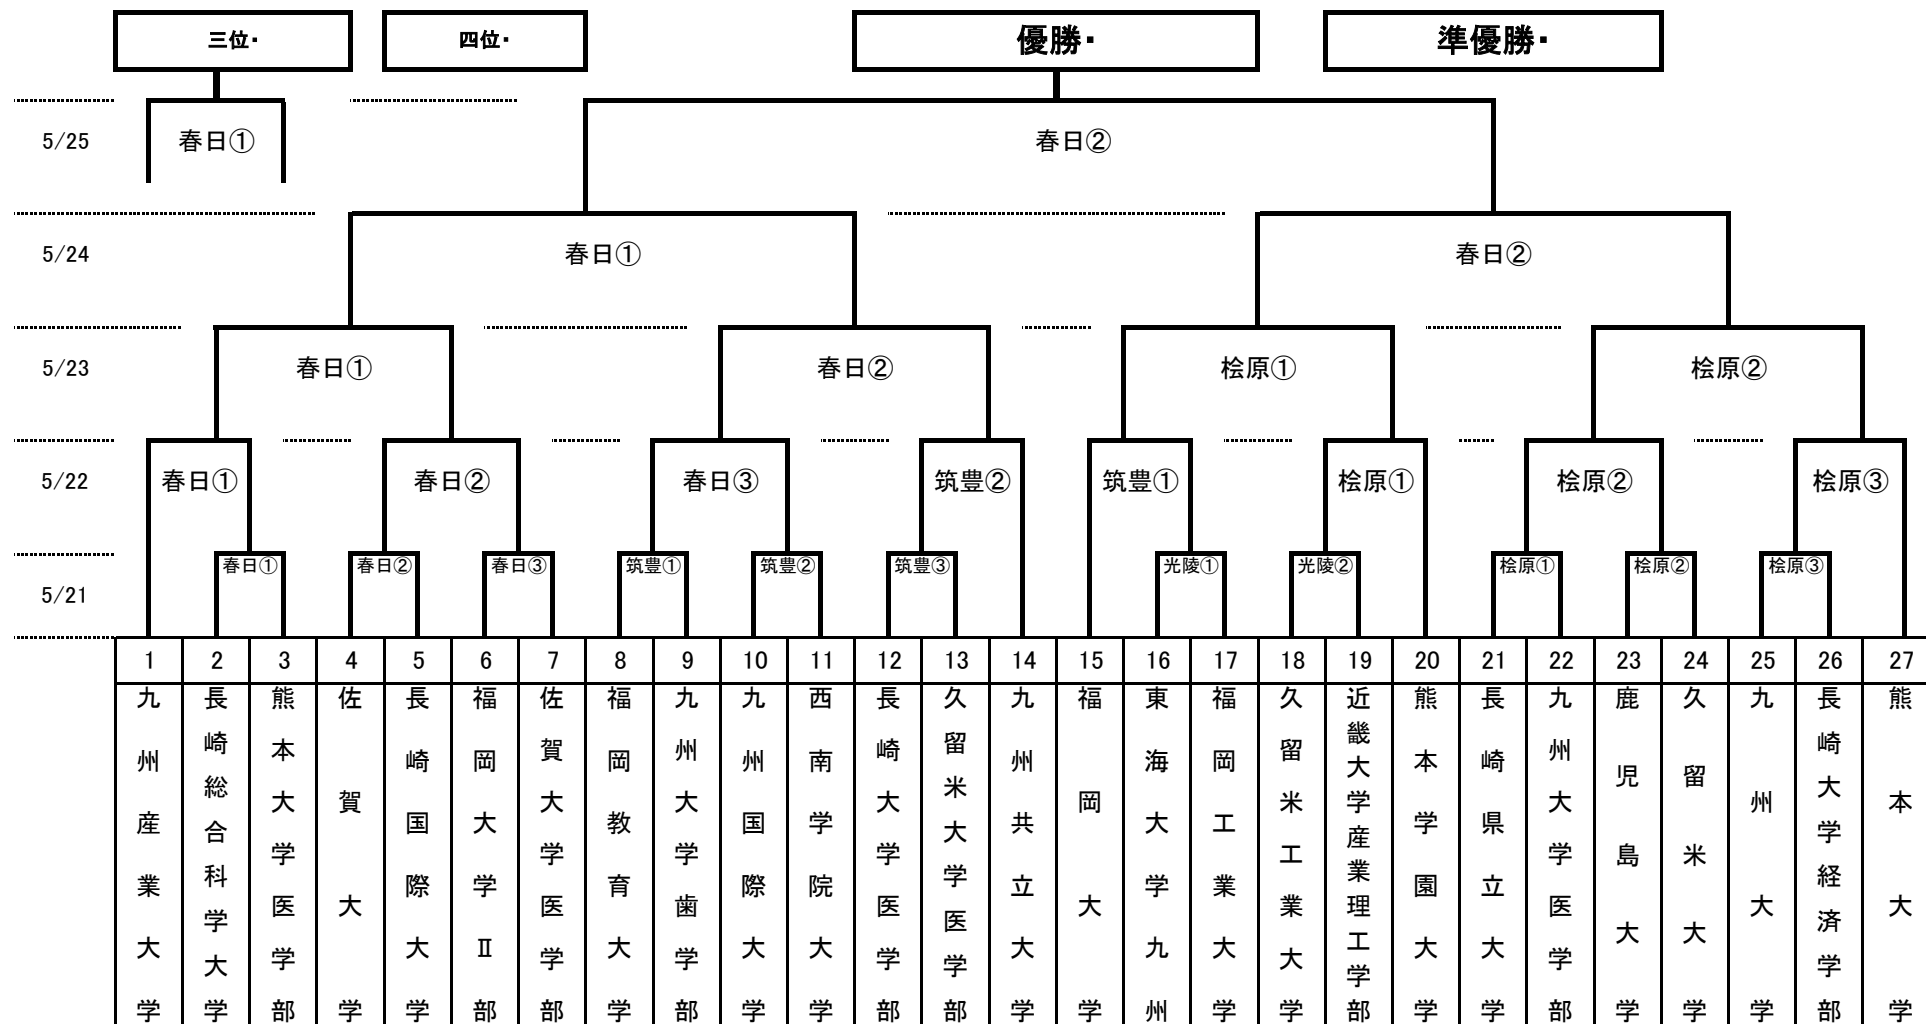 三位・ 四位・ 優勝・ 準優勝・
5/25 春日① 春日②
5/24 春日① 春日②
5/23 春日① 春日② 桧原① 桧原②
5/22 春日① 春日② 春日③ 筑豊② 筑豊① 桧原① 桧原② 桧原③
春日① 春日② 春日③ 筑豊① 筑豊② 筑豊③ 光陵① 光陵② 桧原① 桧原② 桧原③
5/21
1 2 3 4 5 6 7 8 9 10 11 12 13 14 15 16 17 18 19 20 21 22 23 24 25 26 27
九州産業大学
長崎総合科学大学
熊本大学医学部
佐賀大学
長崎国際大学
福岡大学Ⅱ部
佐賀大学医学部
福岡教育大学
九州大学歯学部
九州国際大学
西南学院大学
長崎大学医学部
久留米大学医学部
九州共立大学
福岡大学
東海大学九州
福岡工業大学
久留米工業大学
近畿大学産業理工学部
熊本学園大学
長崎県立大学
九州大学医学部
鹿児島大学
久留米大学
九州大学
長崎大学経済学部
熊本大学